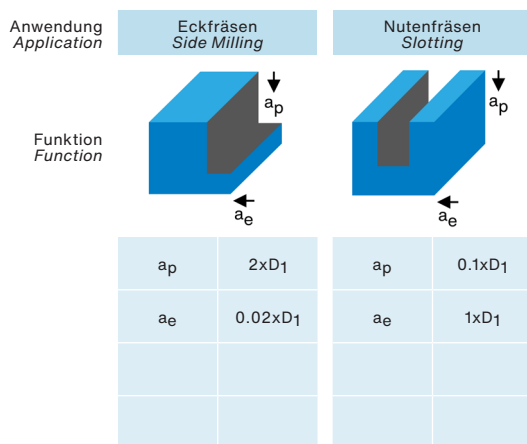 Anwendung Eckfräsen Nutenfräsen
Application Side Milling Slotting
ap ap
Funktion
Function
ae ae
ap 2xD1 ap 0.1xD1
ae 0.02xD1 ae 1xD1